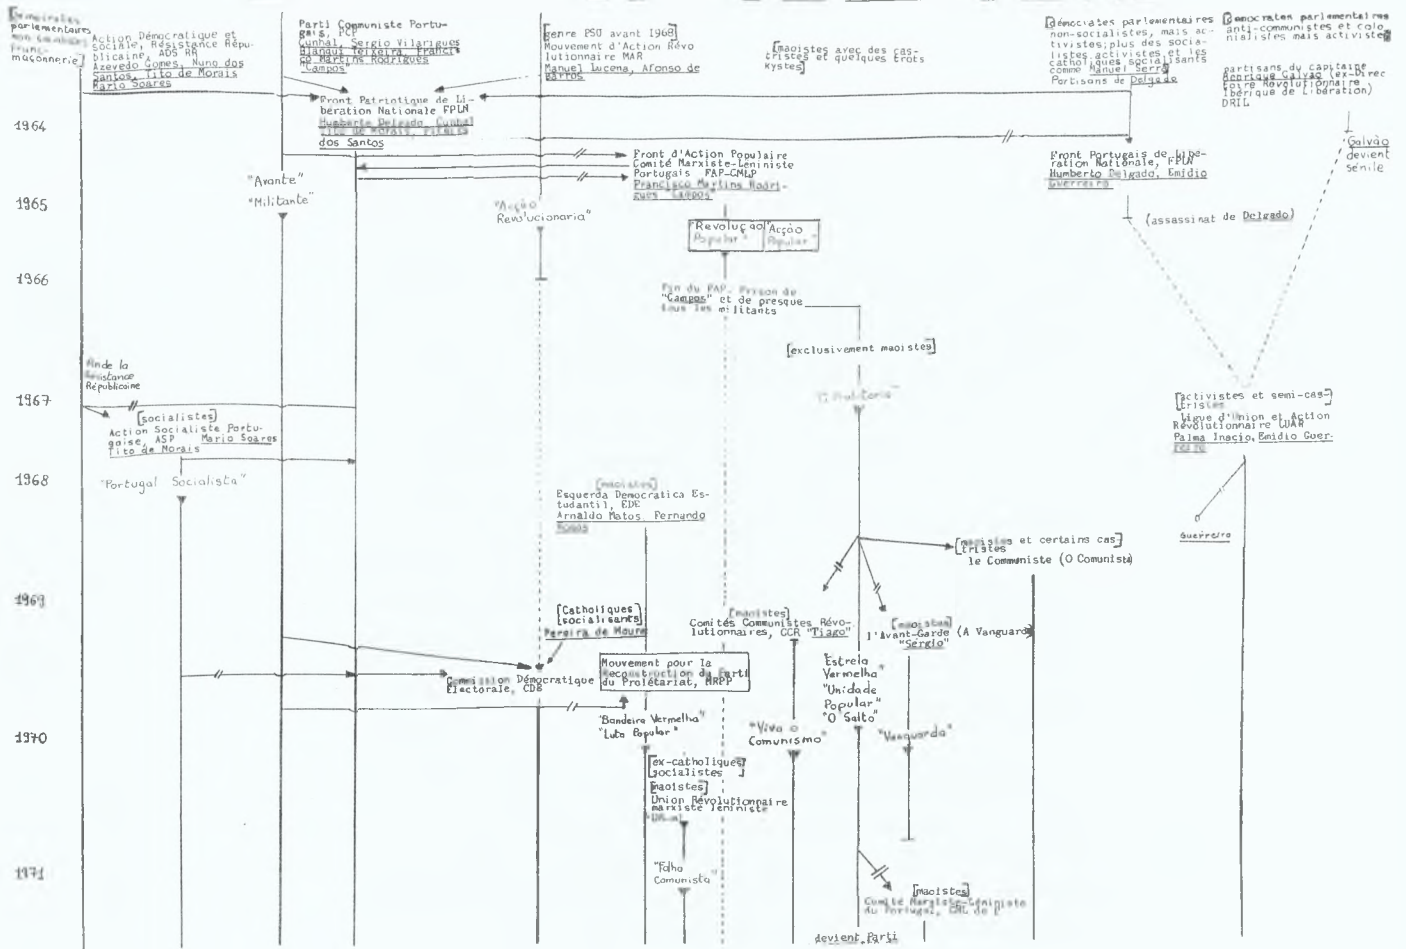 Démocrates
parlementaires
non
maçonnerie]
Action Démocratique et
sociale, Résistance Répu-
blicaine, ADS RR
Azevedo Gomes, Nuno dos
Santos, Tito de Morais
Mario Soares
Parti Communiste Portu-
gais, PCP
Cunhal, Sergio Vilarigues
Blanqui Teixeira, Francis
co Martins Rodrigues
"Campos"
[genre PSU avant 1968]
Mouvement d'Action Révo
lutionnaire MAR
Manuel Lucena, Afonso de
Barros
[maoistes avec des cas-
tristes et quelques trots
kystes]
[Démocrates parlementaires
non-socialistes, mais ac-
tivistes; plus des socia-
listes activistes et les
catholiques socialisants
comme Manuel Serra]
Partisans de Delgado
[Démocrates parlementaires
anti-communistes et colo
nialistes mais activistes]
partisans du capitaine
Henrique Galvão (ex-Direc
toire Révolutionnaire
Ibérique de Libération)
DRIL
Front Patriotique de Li-
bération Nationale FPLN
Humberto Delgado, Cunhal
Tito de Morais, Piteira
dos Santos
1964
Front d'Action Populaire
Comité Marxiste-Léniniste
Portugais FAP-CMLP
Francisco Martins Rodri-
gues "Campos"
Front Portugais de Libé-
ration Nationale, FPLN
Humberto Delgado, Emidio
Guerreiro
Galvão
devient
sénile
"Avante"
"Militante"
1965
"Acção
Revolucionaria"
(assassinat de Delgado)
"Revolução
Popular"
"Acção
Popular"
1966
Fin du FAP. Prison de
"Campos" et de presque
tous les militants
[exclusivement maoistes]
Fin de la
Résistance
Républicaine
1967
[socialistes]
Action Socialiste Portu-
gaise, ASP Mario Soares
Tito de Morais
[activistes et semi-cas-
tristes]
Ligue d'Union et Action
Révolutionnaire LUAR
Palma Inacio, Emidio Guer-
reiro
1968
"Portugal Socialista"
[maoistes]
Esquerda Democratica Es-
tudantil, EDE
Arnaldo Matos, Fernando
Rosas
Guerreiro
[maoistes et certains cas-
tristes]
le Communiste (O Comunista)
1969
[Catholiques
socialisants]
Pereira de Moura
[maoistes]
Comités Communistes Révo-
lutionnaires, CCR "Tiago"
[maoistes]
l'Avant-Garde (A Vanguarda)
"Sérgio"
Commission Démocratique
Electorale, CDE
Mouvement pour la
Reconstruction du Parti
du Prolétariat, MRPP
"Estrela
Vermelha"
"Unidade
Popular"
"O Salto"
"Bandeira Vermelha"
"Luta Popular"
"Viva o
Comunismo"
"Vanguarda"
1970
[ex-catholiques
socialistes]
[maoistes]
Union Révolutionnaire
marxiste léniniste
1971
"Folha
Comunista"
[maoistes]
Comité Marxiste-Léniniste
du Portugal,
devient Parti